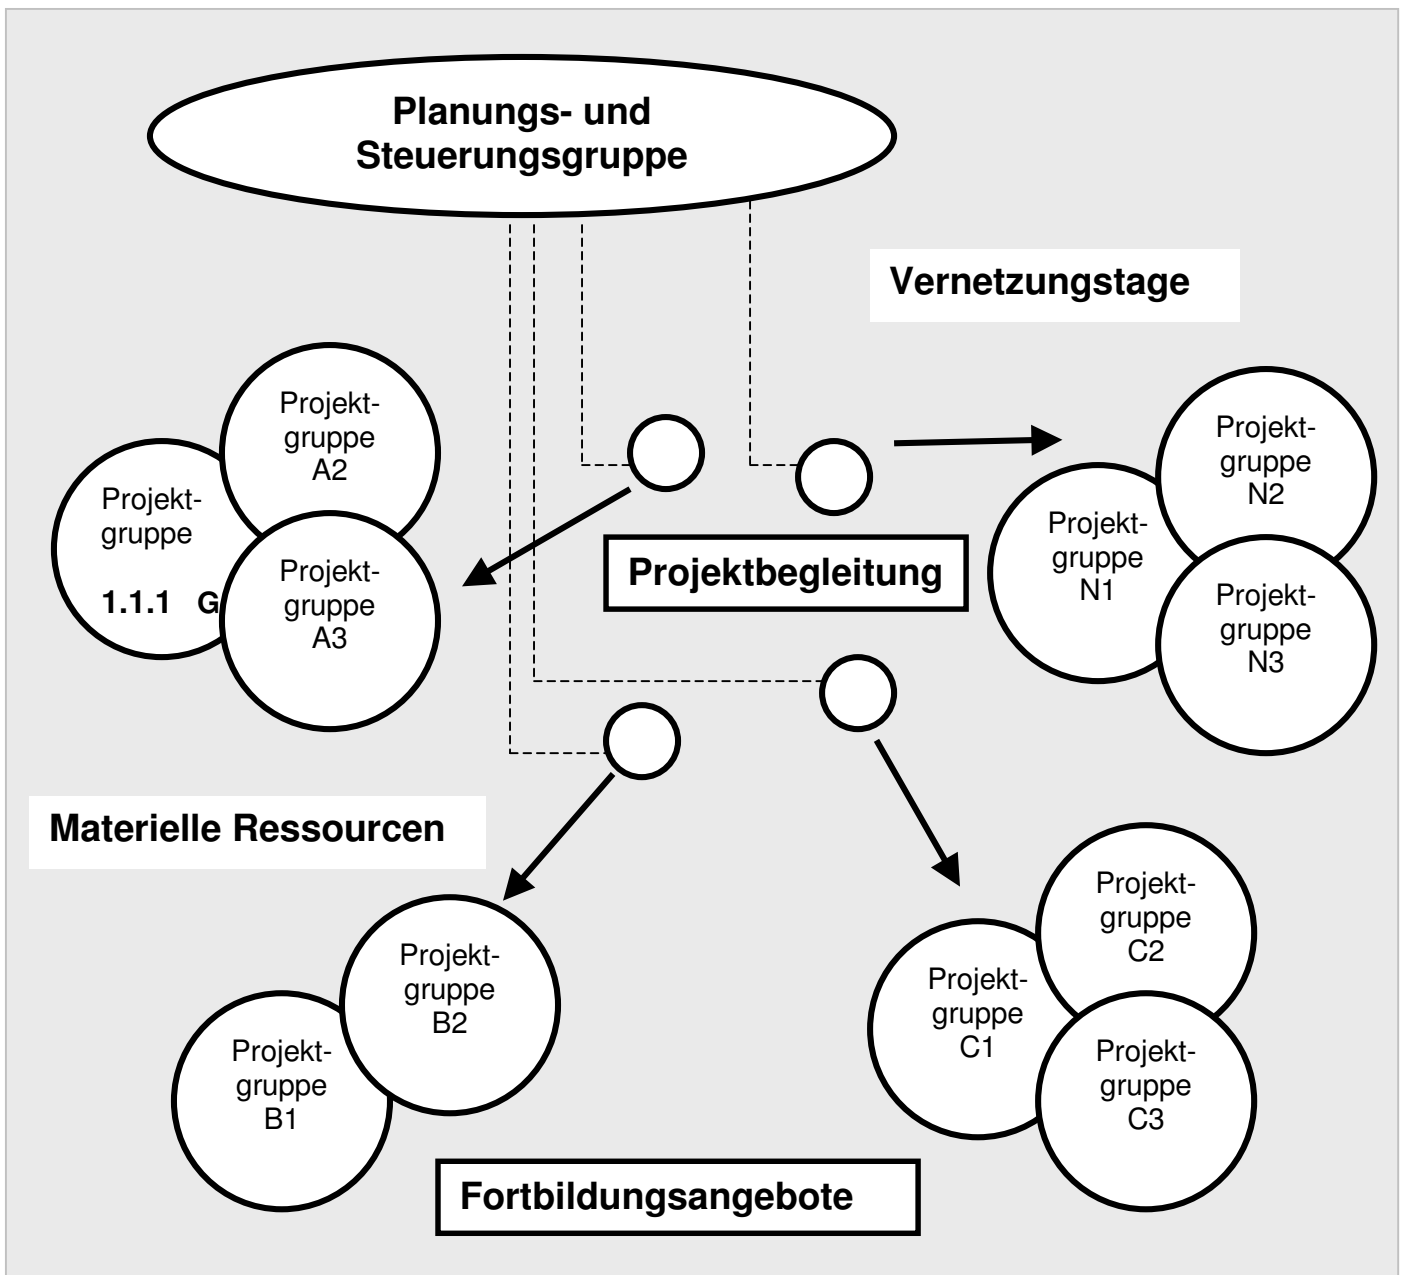 Planungs- und
Steuerungsgruppe
Vernetzungstage
Projekt-
gruppe
A2
Projekt-
gruppe
1.1.1 G
Projekt-
gruppe
A3
Projektbegleitung
Projekt-
gruppe
N2
Projekt-
gruppe
N1
Projekt-
gruppe
N3
Materielle Ressourcen
Projekt-
gruppe
B2
Projekt-
gruppe
B1
Projekt-
gruppe
C2
Projekt-
gruppe
C1
Projekt-
gruppe
C3
Fortbildungsangebote